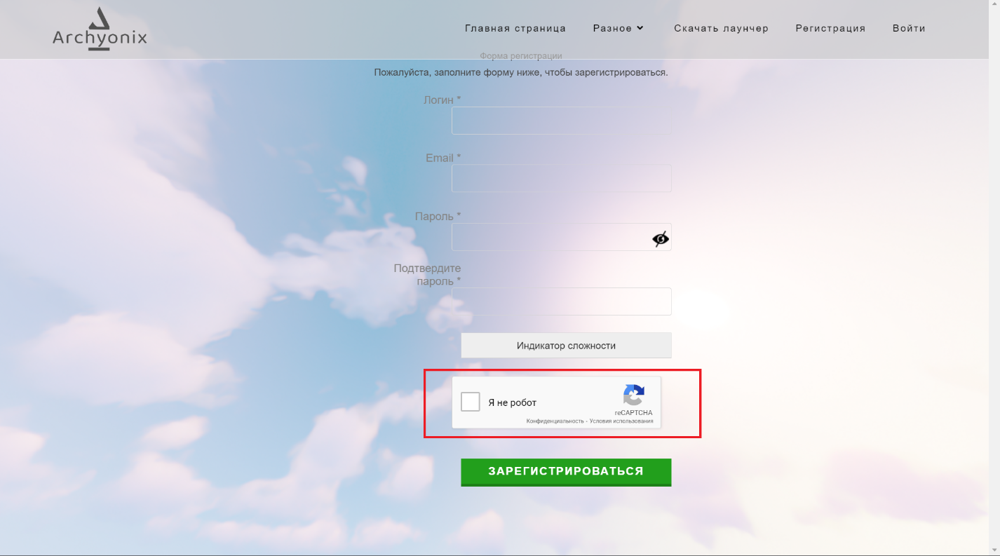 Archyonix
Главная страница
Разное
Скачать лаунчер
Регистрация
Войти
Форма регистрации
Пожалуйста, заполните форму ниже, чтобы зарегистрироваться.
Логин *
Email *
Пароль *
Подтвердите
пароль *
Индикатор сложности
Я не робот
reCAPTCHA
Конфиденциальность - Условия использования
ЗАРЕГИСТРИРОВАТЬСЯ